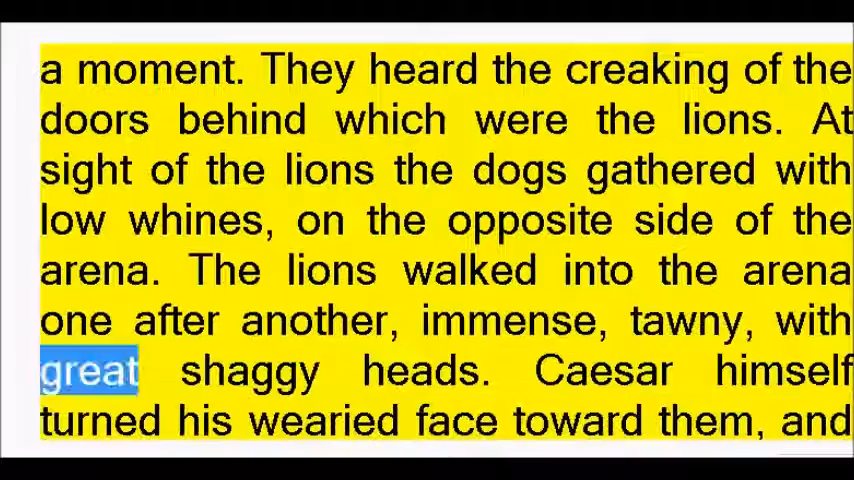 a moment. They heard the creaking of the
doors behind which were the lions. At
sight of the lions the dogs gathered with
low whines, on the opposite side of the
arena. The lions walked into the arena
one after another, immense, tawny, with
great shaggy heads. Caesar himself
turned his wearied face toward them, and